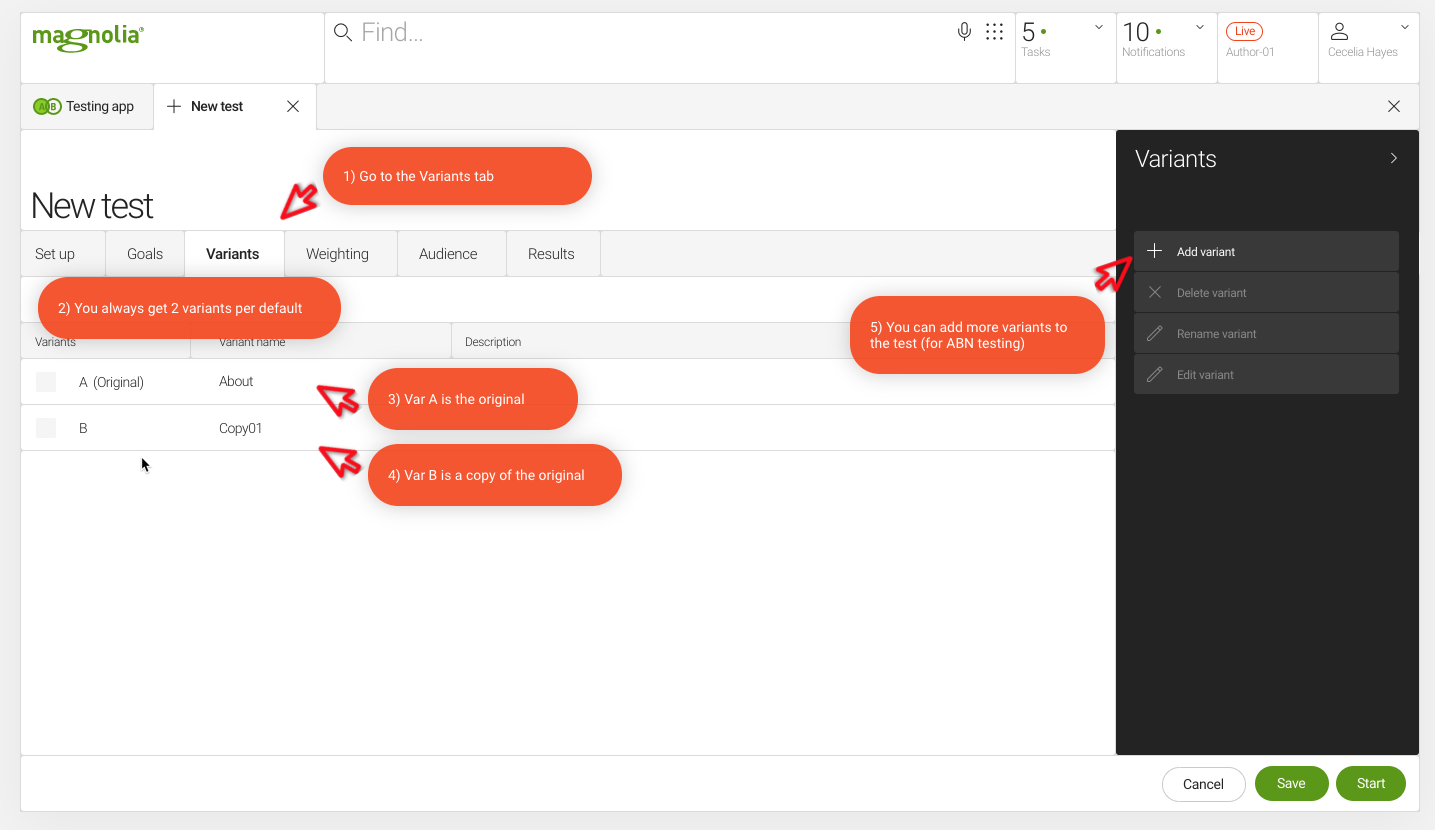 magnolia
Find...
5
Tasks
10
Notifications
Live
Author-01
Cecelia Hayes
AB Testing app
New test
1) Go to the Variants tab
New test
Set up
Goals
Variants
Weighting
Audience
Results
2) You always get 2 variants per default
Variants
Variant name
Description
A (Original)
About
3) Var A is the original
B
Copy01
4) Var B is a copy of the original
5) You can add more variants to
the test (for ABN testing)
Variants
Add variant
Delete variant
Rename variant
Edit variant
Cancel
Save
Start